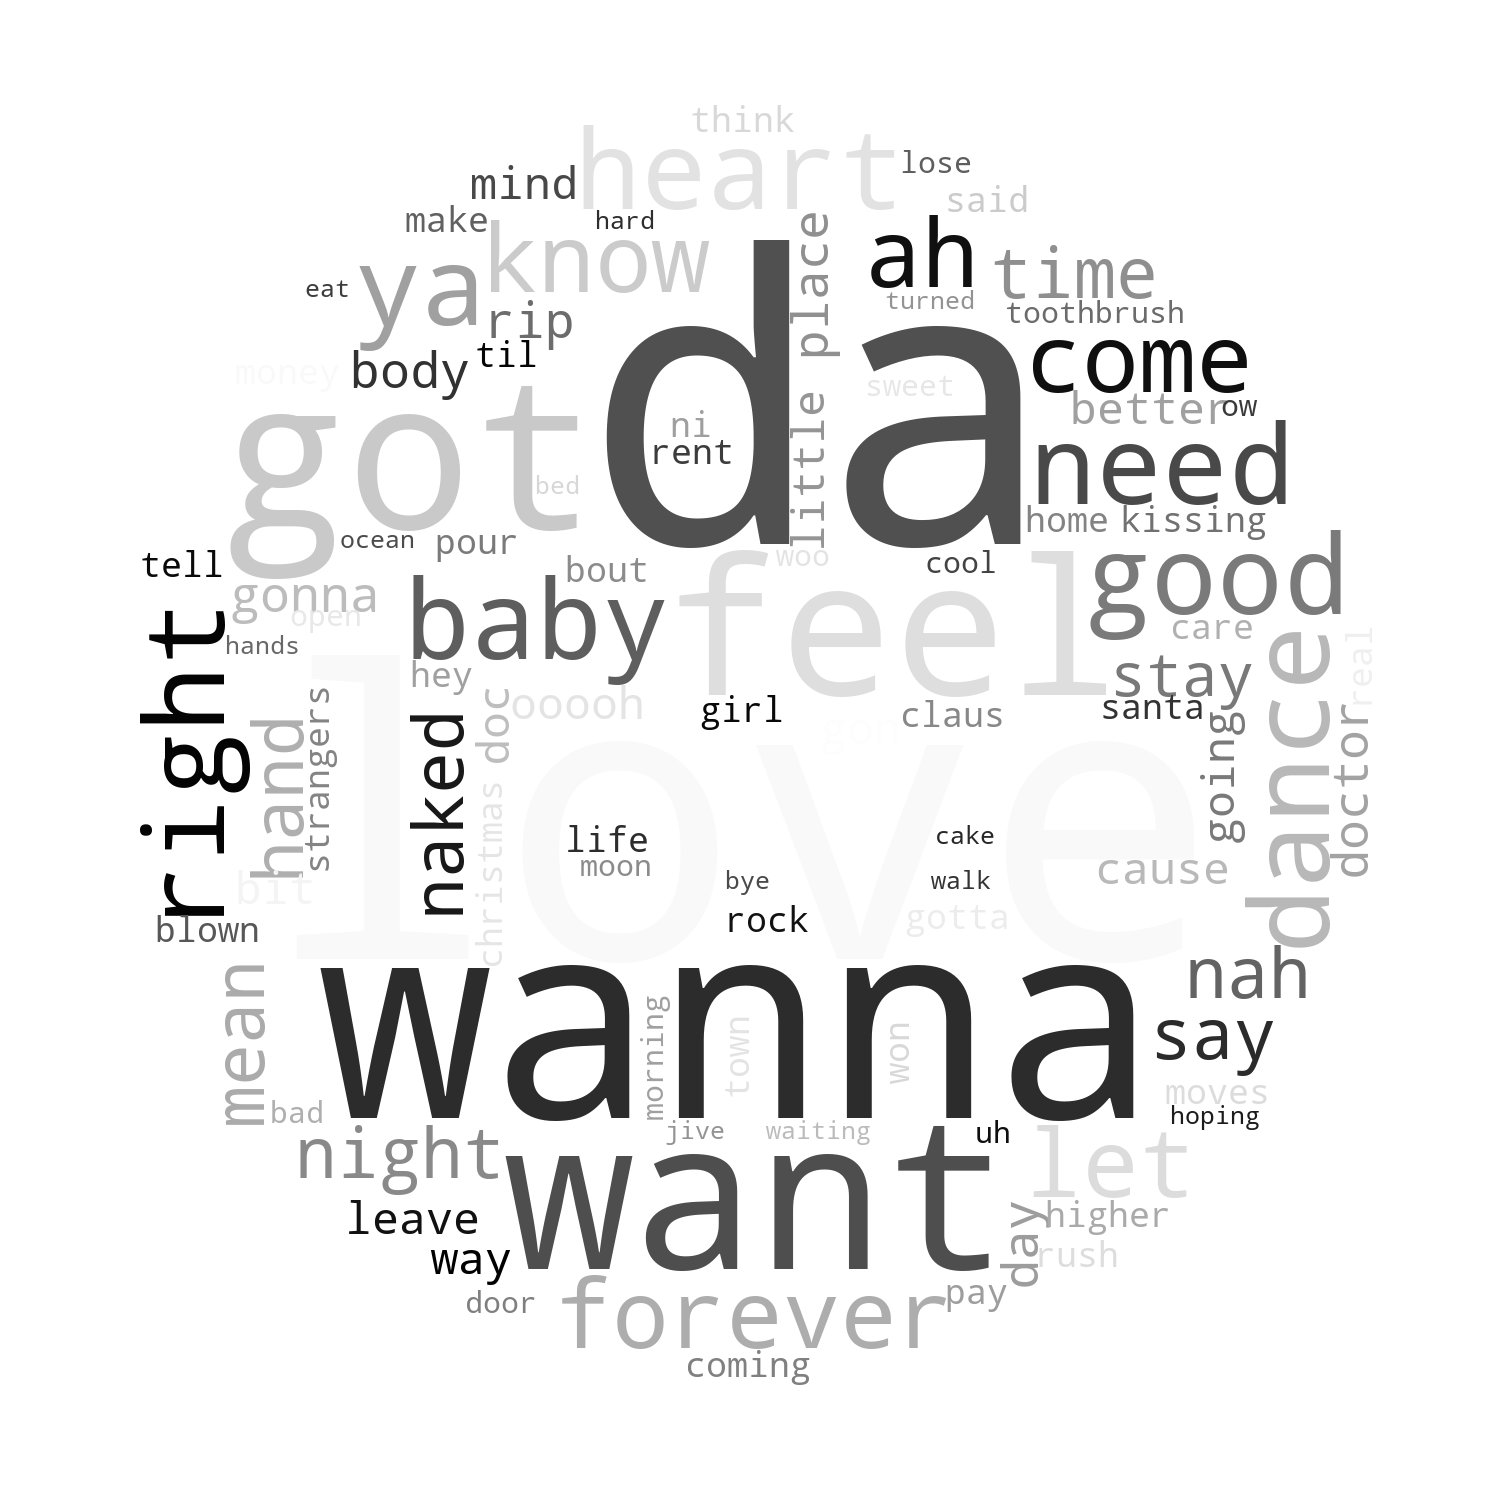 think
heart
lose
mind
said
make
hard
know
ah
little place
time
ya
eat
turned
toothbrush
rip
da
come
til
body
money
sweet
better
ow
got
ni
rent
need
bed
home
kissing
ocean
pour
tell
bout
woo
cool
feel
good
gonna
baby
open
care
hands
right
hey
stay
dance
real
ooooh
girl
claus
santa
doc
naked
strangers
hand
gon
going
doctor
love
christmas
life
moon
cake
cause
bit
bye
walk
blown
rock
gotta
mean
wanna
nah
morning
town
won
say
moves
bad
hoping
night
jive
waiting
uh
let
want
leave
day
higher
way
rush
door
forever
pay
coming